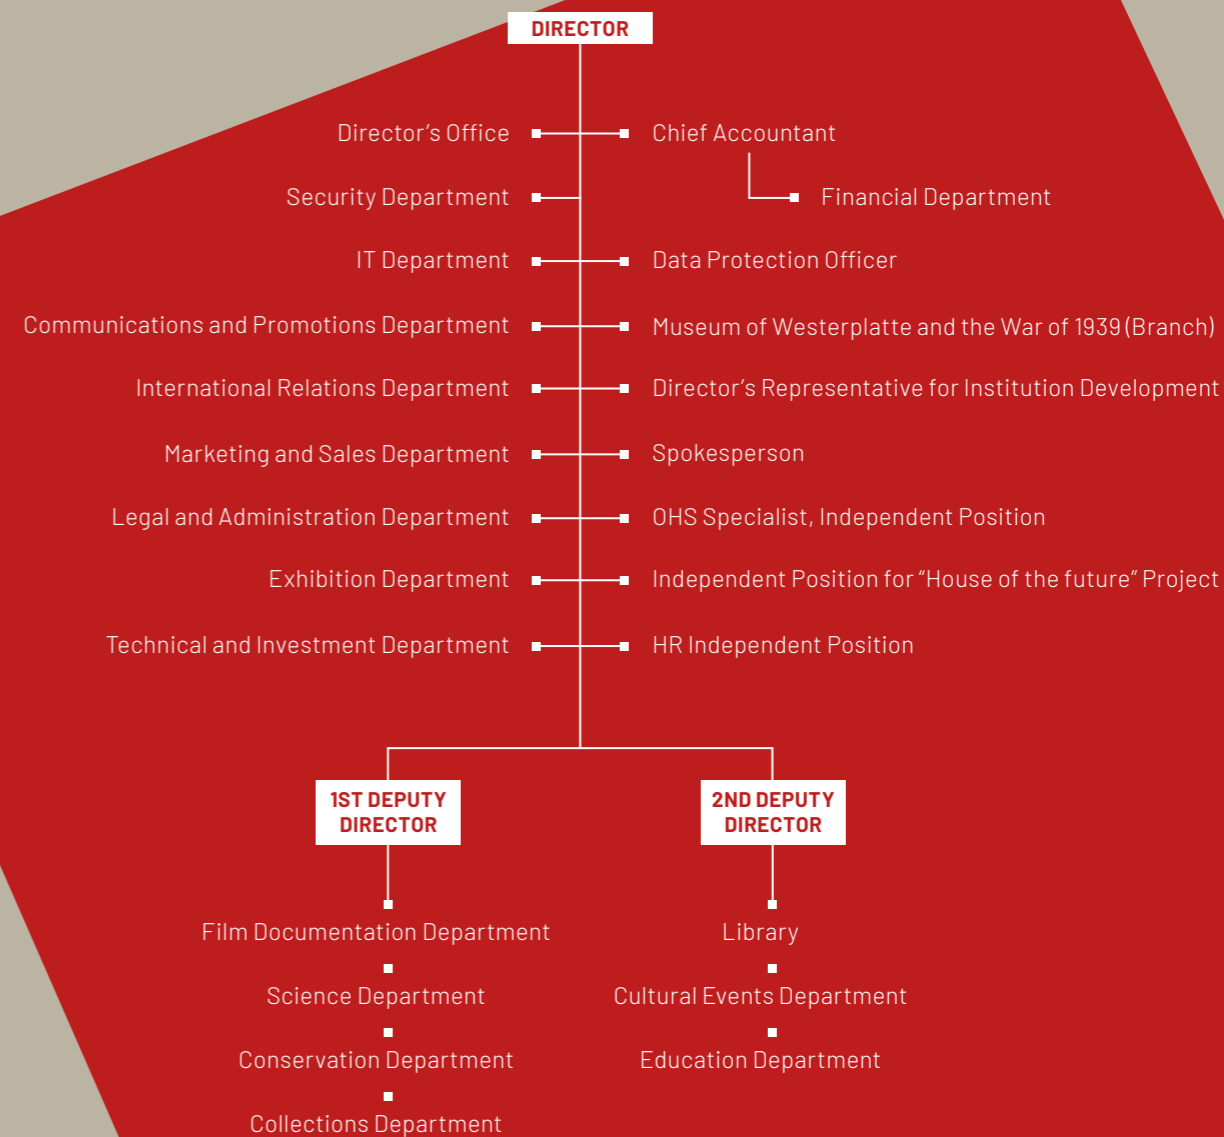 DIRECTOR
Director’s Office
Chief Accountant
Security Department
Financial Department
IT Department
Data Protection Officer
Communications and Promotions Department
Museum of Westerplatte and the War of 1939 (Branch)
International Relations Department
Director’s Representative for Institution Development
Marketing and Sales Department
Spokesperson
Legal and Administration Department
OHS Specialist, Independent Position
Exhibition Department
Independent Position for “House of the future” Project
Technical and Investment Department
HR Independent Position
1ST DEPUTY
DIRECTOR
2ND DEPUTY
DIRECTOR
Film Documentation Department
Library
Science Department
Cultural Events Department
Conservation Department
Education Department
Collections Department